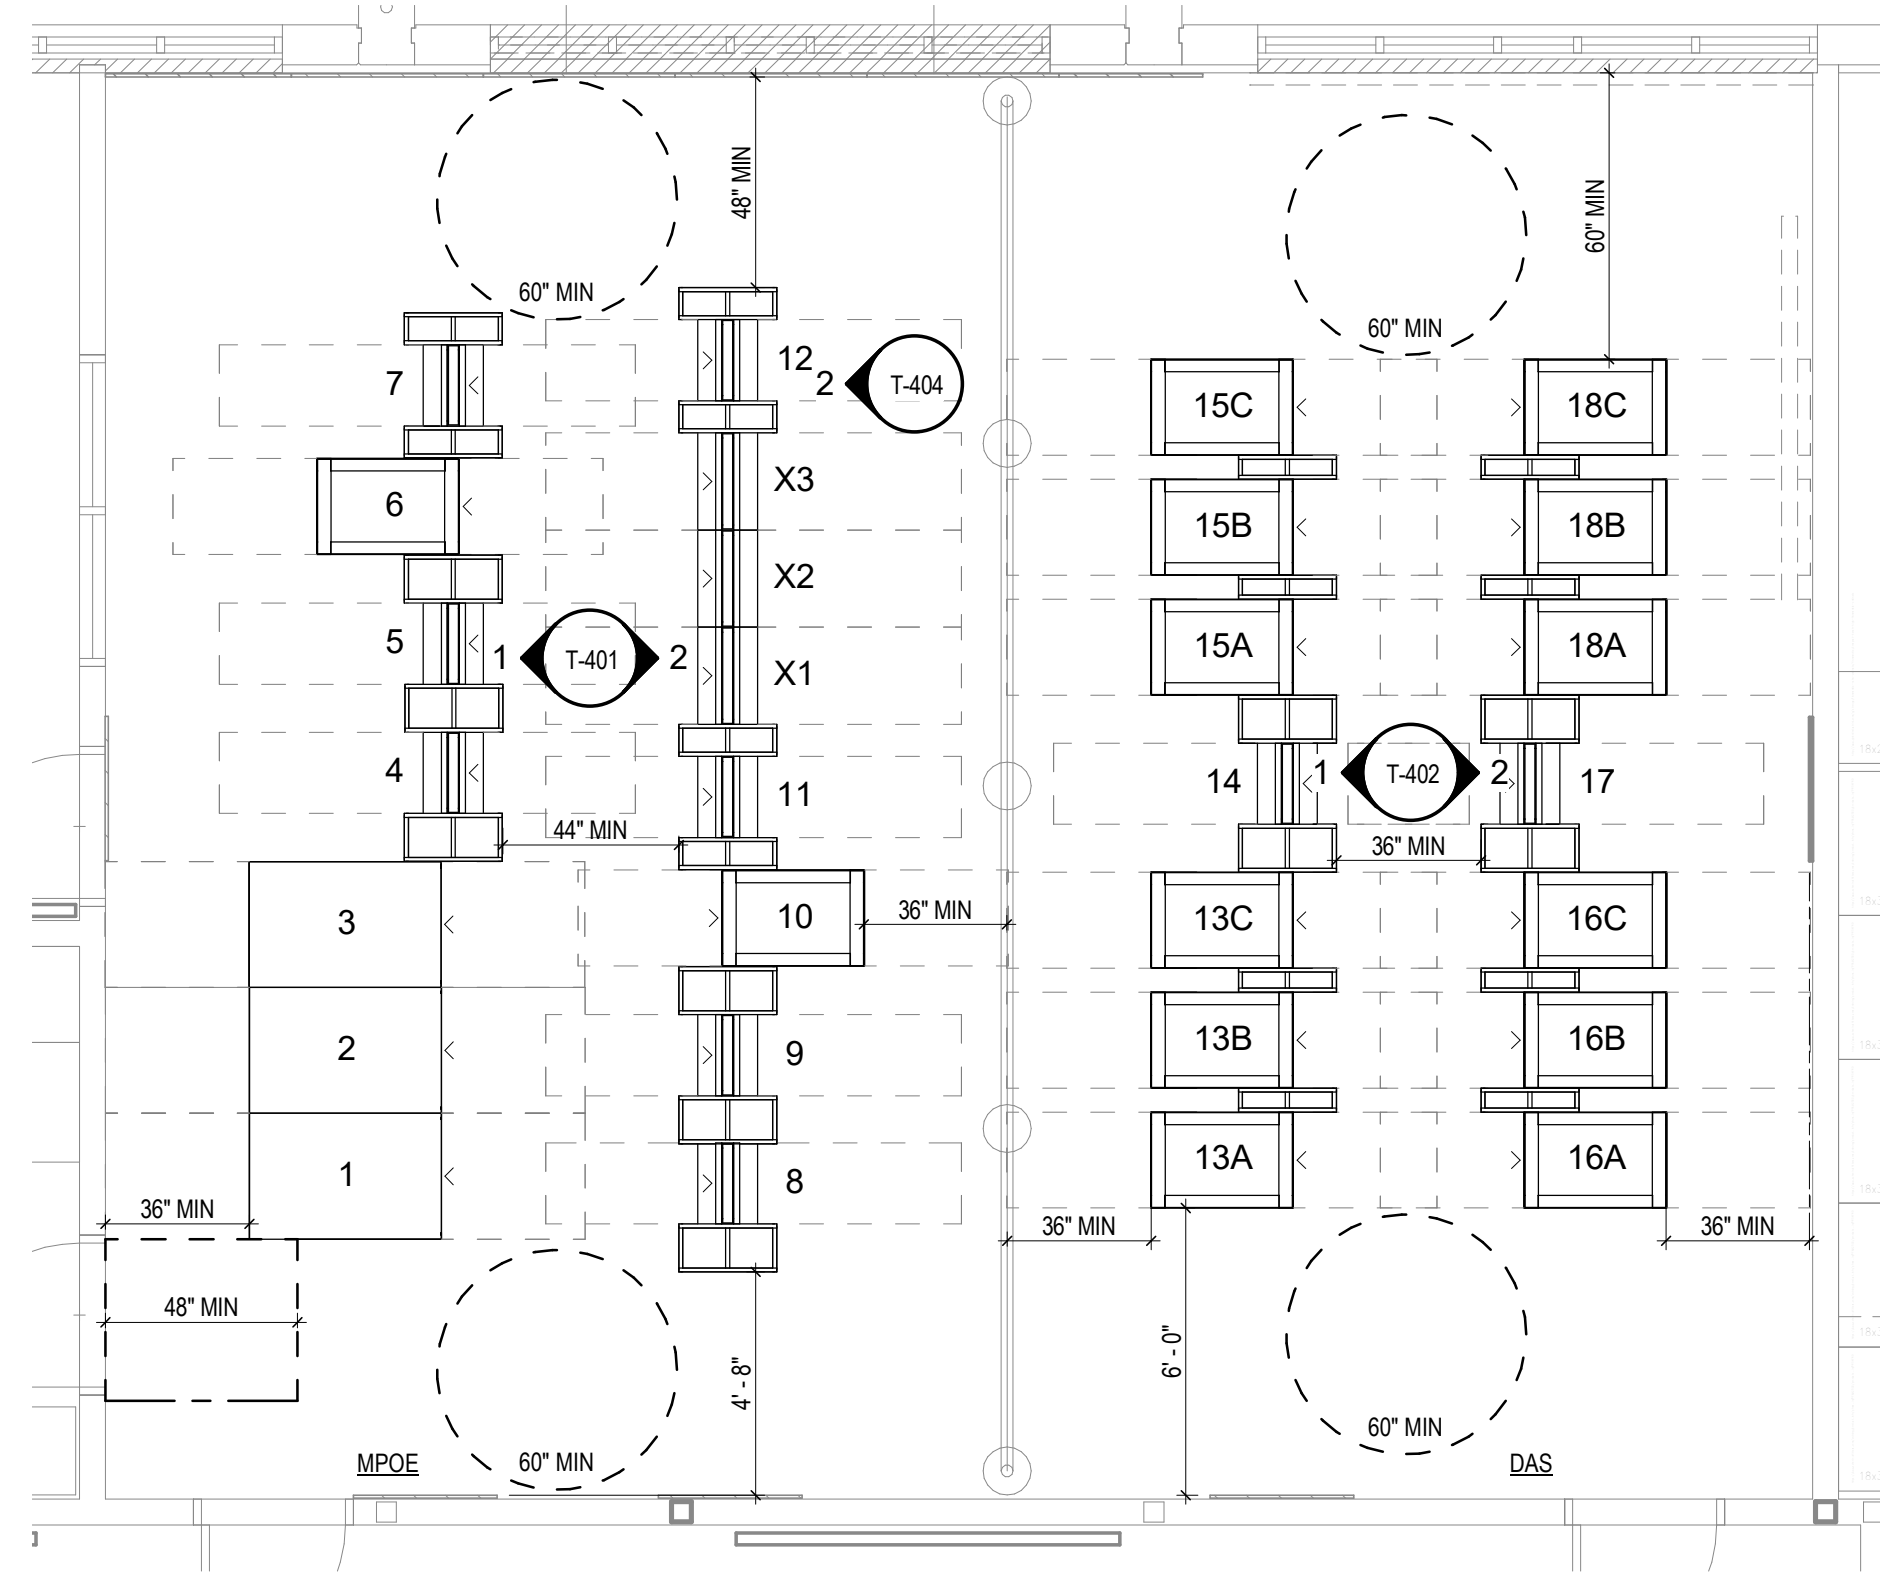 48" MIN
60" MIN
60" MIN
60" MIN
7
12
2
T-404
15C
18C
6
X3
15B
18B
X2
5
1
T-401
2
X1
15A
18A
4
11
14
1
T-402
2
17
44" MIN
36" MIN
3
10
36" MIN
13C
16C
2
9
13B
16B
1
8
13A
16A
36" MIN
36" MIN
36" MIN
48" MIN
4' - 8"
6' - 0"
60" MIN
60" MIN
MPOE
DAS